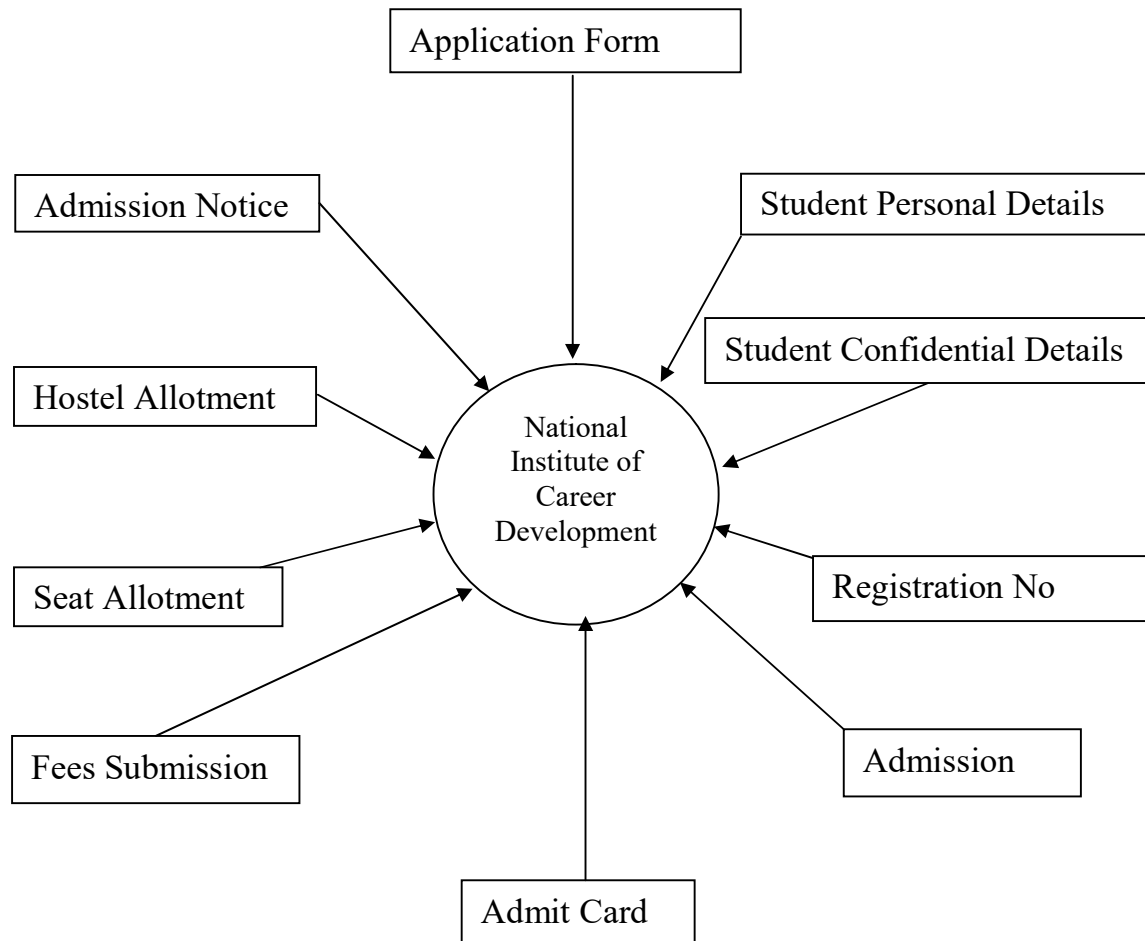 Application Form
Admission Notice
Student Personal Details
Student Confidential Details
Hostel Allotment
National
Institute of
Career
Development
Seat Allotment
Registration No
Fees Submission
Admission
Admit Card